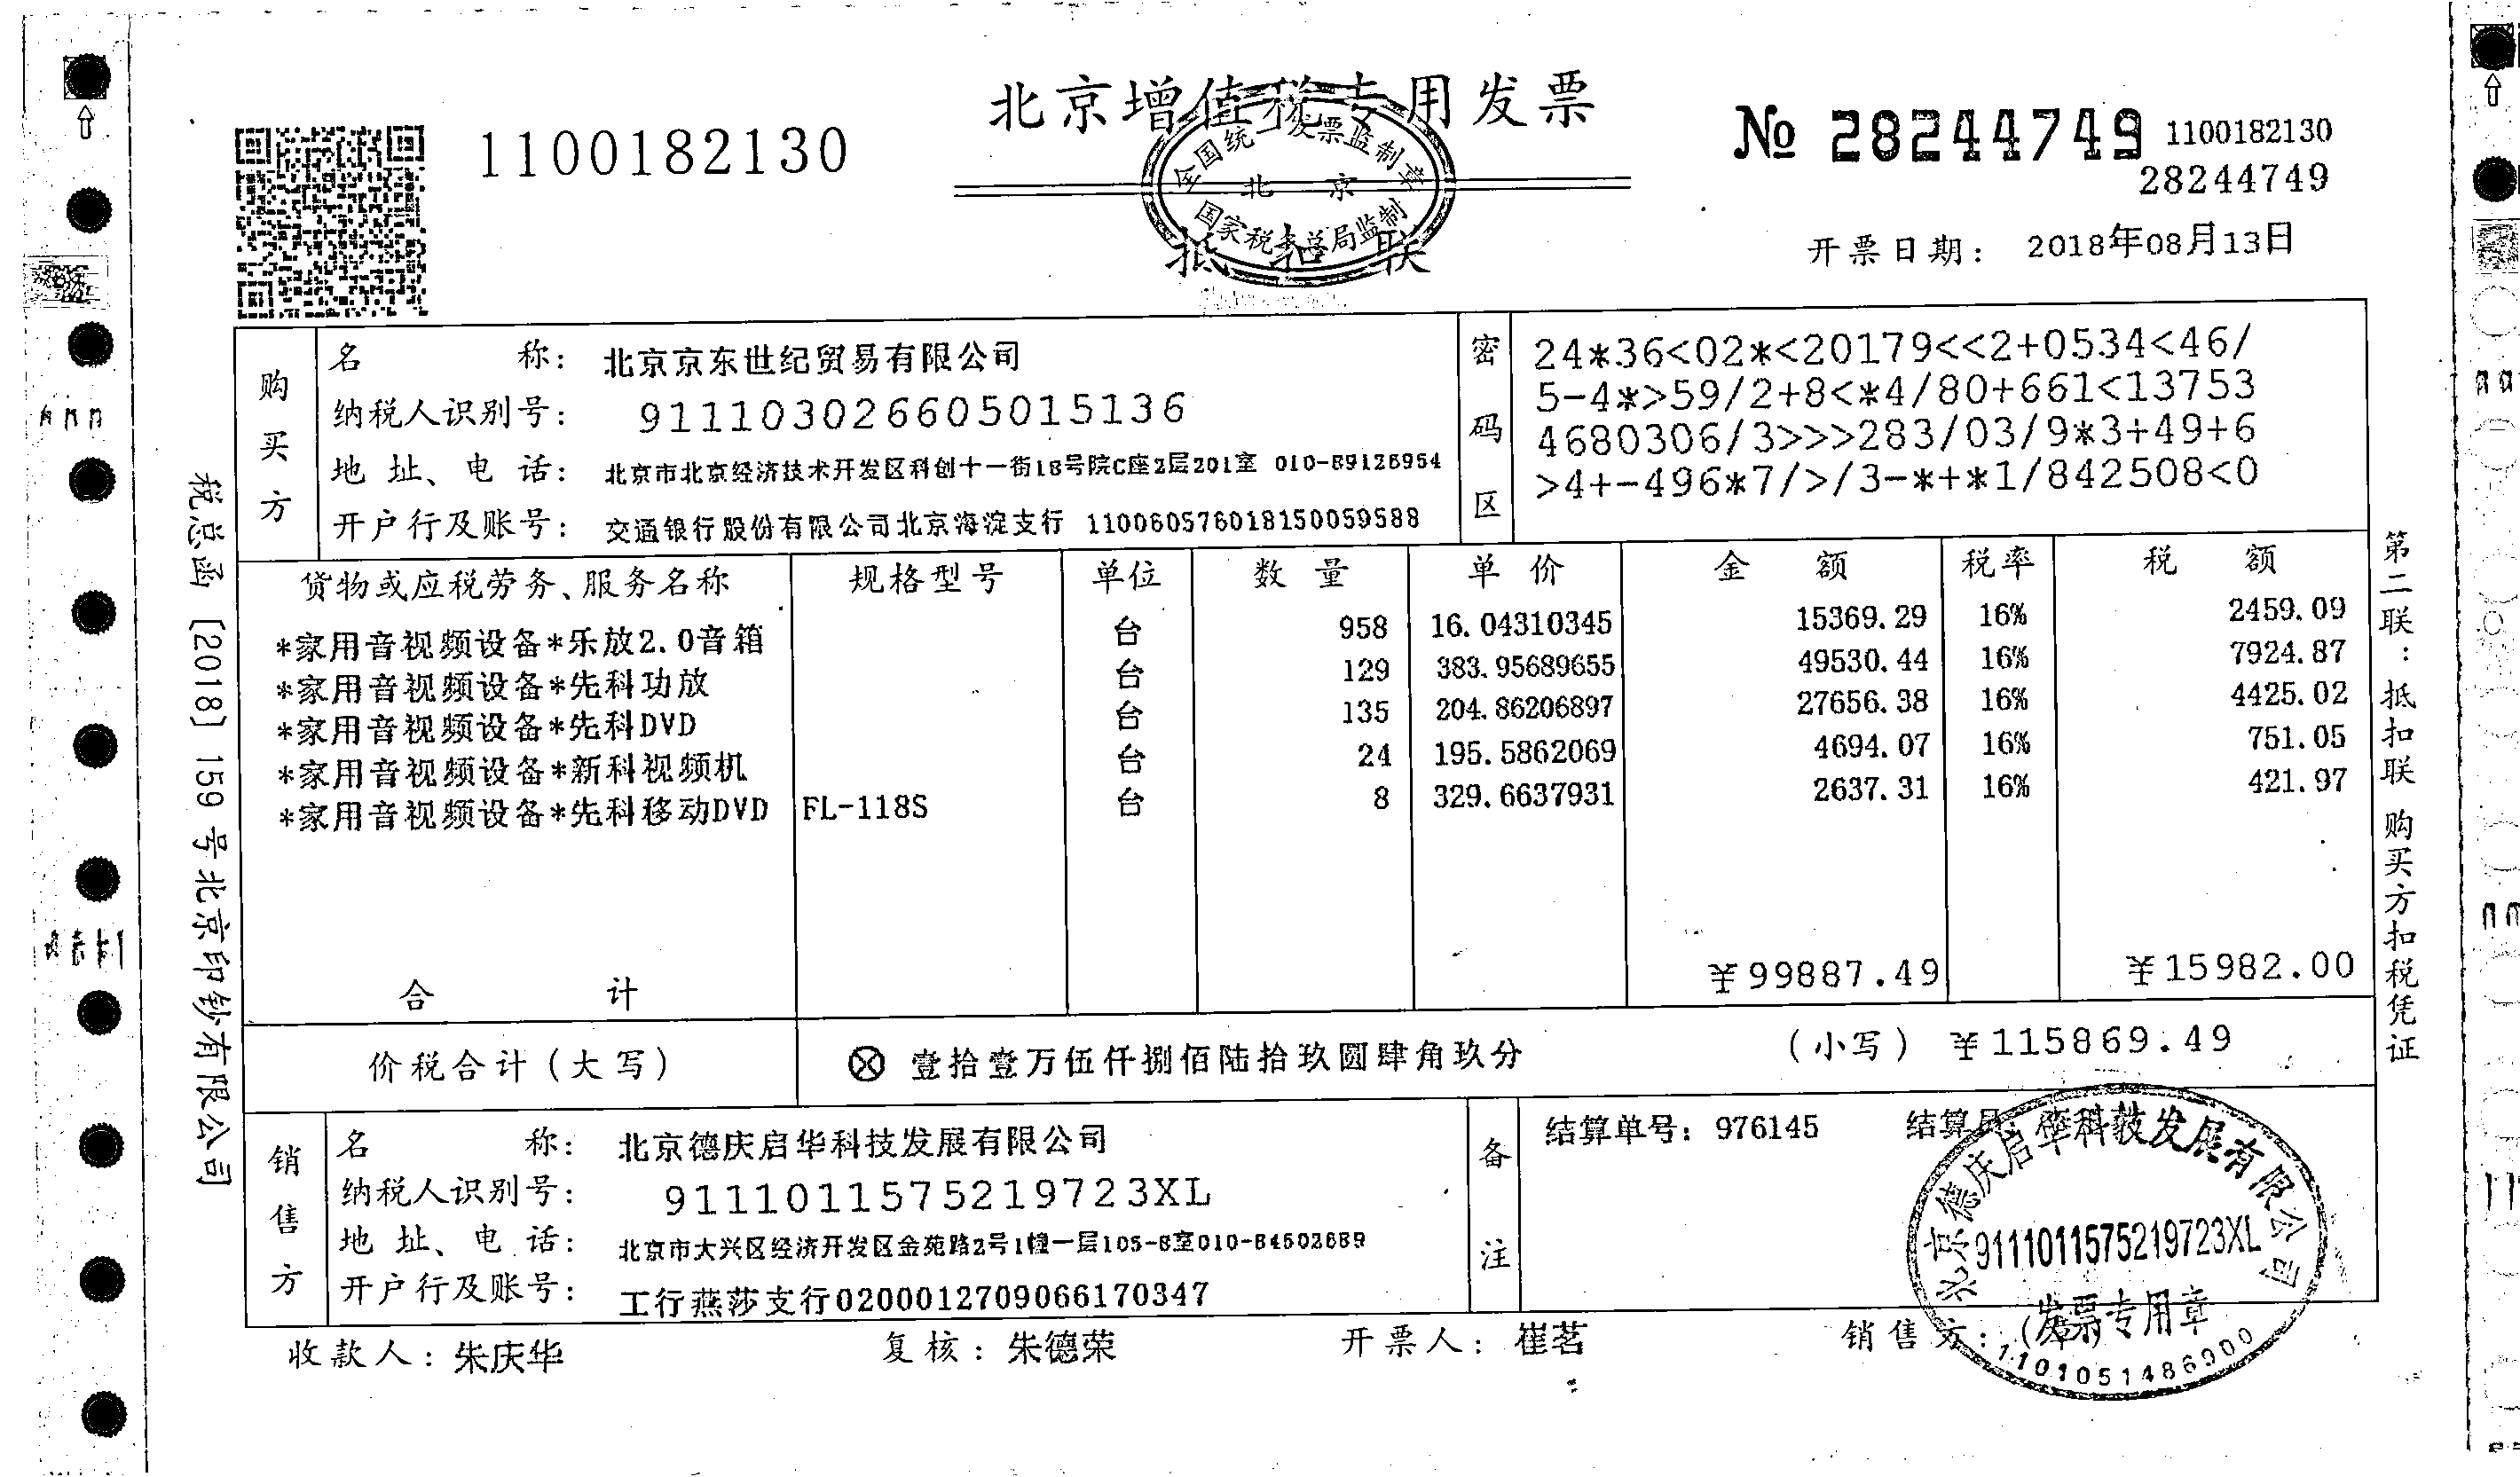 北京增值税专用发票
1100182130
№ 28244749 1100182130
28244749
全国统一发票监制章
北京
国家税务总局监制
抵扣联
开票日期： 2018年08月13日
购买方
名 称： 北京京东世纪贸易有限公司
纳税人识别号： 911103026605015136
地 址、电 话： 北京市北京经济技术开发区科创十一街18号院C座2层201室 010-89126954
开户行及账号： 交通银行股份有限公司北京海淀支行 110060576018150059588
密码区
24*36<02*<20179<<2+0534<46/
5-4*>59/2+8<*4/80+661<13753
4680306/3>>>283/03/9*3+49+6
>4+-496*7/>/3-*+*1/842508<0
货物或应税劳务、服务名称 规格型号 单位 数 量 单 价 金 额 税率 税 额
*家用音视频设备*乐放2.0音箱 台 958 16.04310345 15369.29 16% 2459.09
*家用音视频设备*先科功放 台 129 383.95689655 49530.44 16% 7924.87
*家用音视频设备*先科DVD 台 135 204.86206897 27656.38 16% 4425.02
*家用音视频设备*新科视频机 台 24 195.5862069 4694.07 16% 751.05
*家用音视频设备*先科移动DVD FL-118S 台 8 329.6637931 2637.31 16% 421.97
合 计 ¥99887.49 ¥15982.00
价税合计（大写） ⊗ 壹拾壹万伍仟捌佰陆拾玖圆肆角玖分 （小写） ¥115869.49
销售方
名 称： 北京德庆启华科技发展有限公司
纳税人识别号： 9111011575219723XL
地 址、电 话： 北京市大兴区经济开发区金苑路2号1幢一层105-8室010-84602689
开户行及账号： 工行燕莎支行0200012709066170347
备注
结算单号：976145 结算员
北京德庆启华科技发展有限公司
9111011575219723XL
发票专用章
1101051486900
收款人：朱庆华 复核：朱德荣 开票人：崔茗 销售方：（章）
税总函〔2018〕159号北京印钞有限公司
第二联：抵扣联 购买方扣税凭证